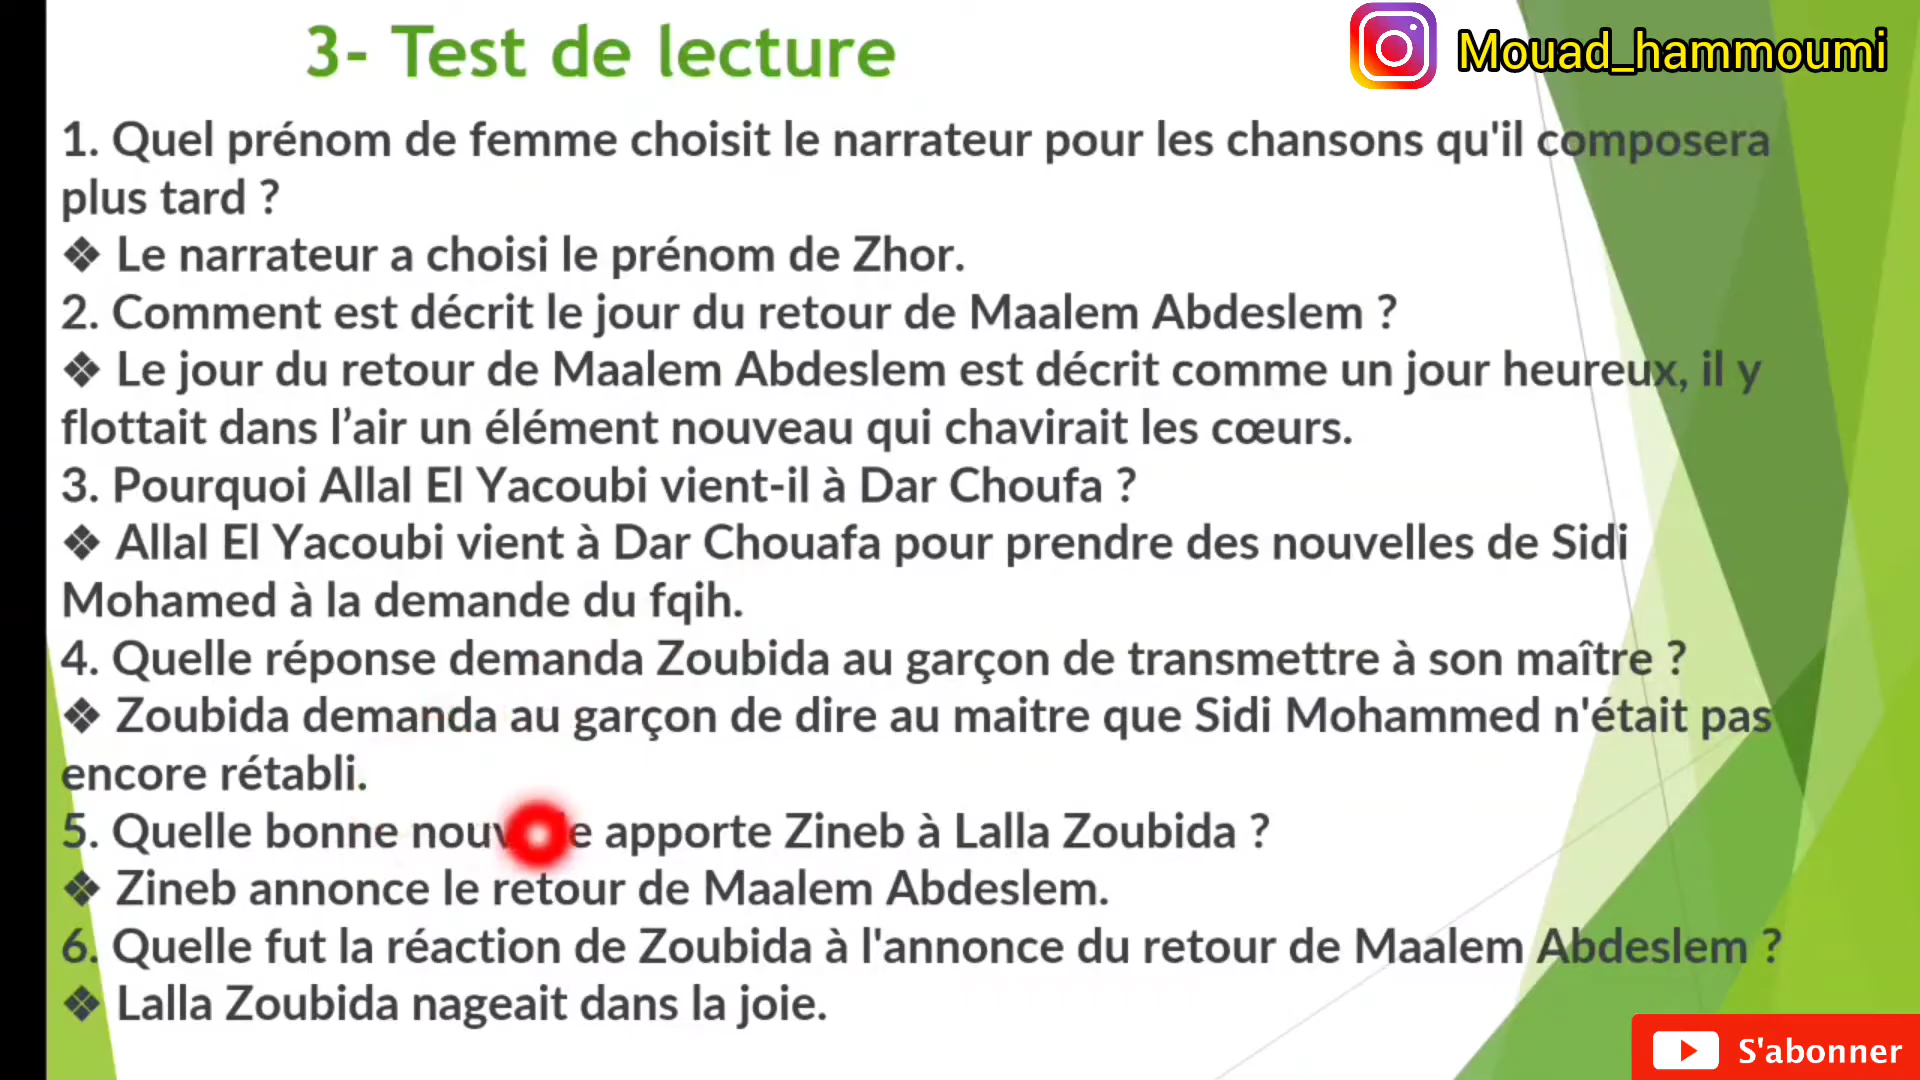 3- Test de lecture
Mouad_hammoumi
1. Quel prénom de femme choisit le narrateur pour les chansons qu'il composera
plus tard ?
❖ Le narrateur a choisi le prénom de Zhor.
2. Comment est décrit le jour du retour de Maalem Abdeslem ?
❖ Le jour du retour de Maalem Abdeslem est décrit comme un jour heureux, il y
flottait dans l’air un élément nouveau qui chavirait les cœurs.
3. Pourquoi Allal El Yacoubi vient-il à Dar Choufa ?
❖ Allal El Yacoubi vient à Dar Chouafa pour prendre des nouvelles de Sidi
Mohamed à la demande du fqih.
4. Quelle réponse demanda Zoubida au garçon de transmettre à son maître ?
❖ Zoubida demanda au garçon de dire au maitre que Sidi Mohammed n'était pas
encore rétabli.
5. Quelle bonne apporte Zineb à Lalla Zoubida ?
❖ Zineb annonce le retour de Maalem Abdeslem.
6. Quelle fut la réaction de Zoubida à l'annonce du retour de Maalem Abdeslem ?
❖ Lalla Zoubida nageait dans la joie.
S'abonner